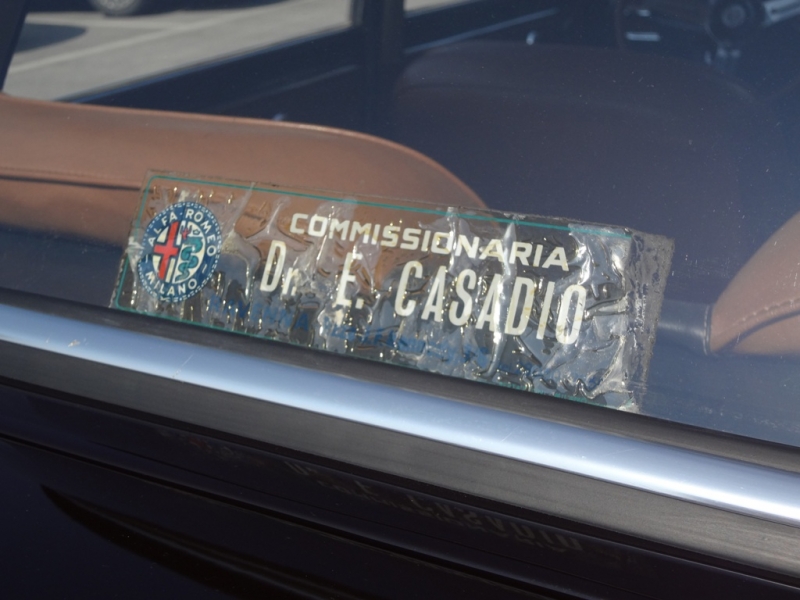 ALFA-ROMEO
MILANO
COMMISSIONARIA
Dr. E. CASADIO